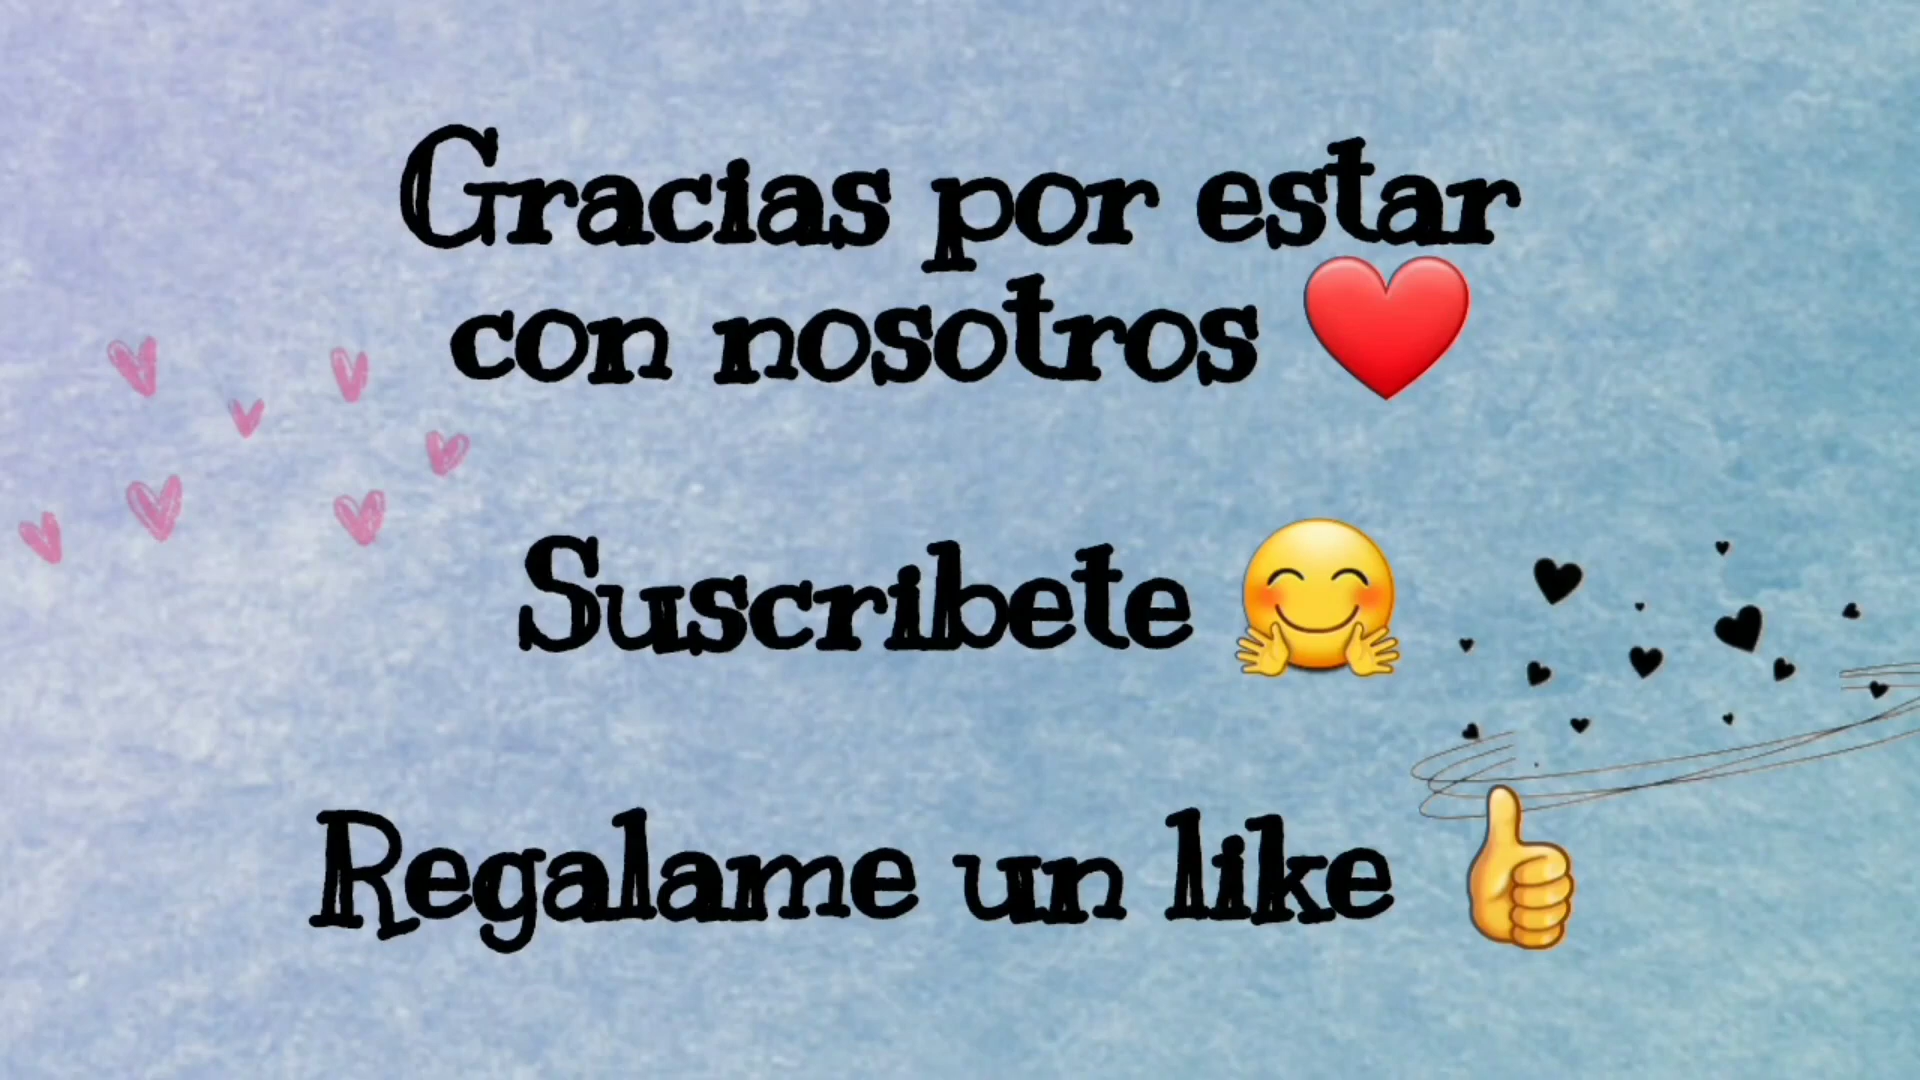 Gracias por estar
con nosotros ❤️
Suscribete 🤗
Regalame un like 👍